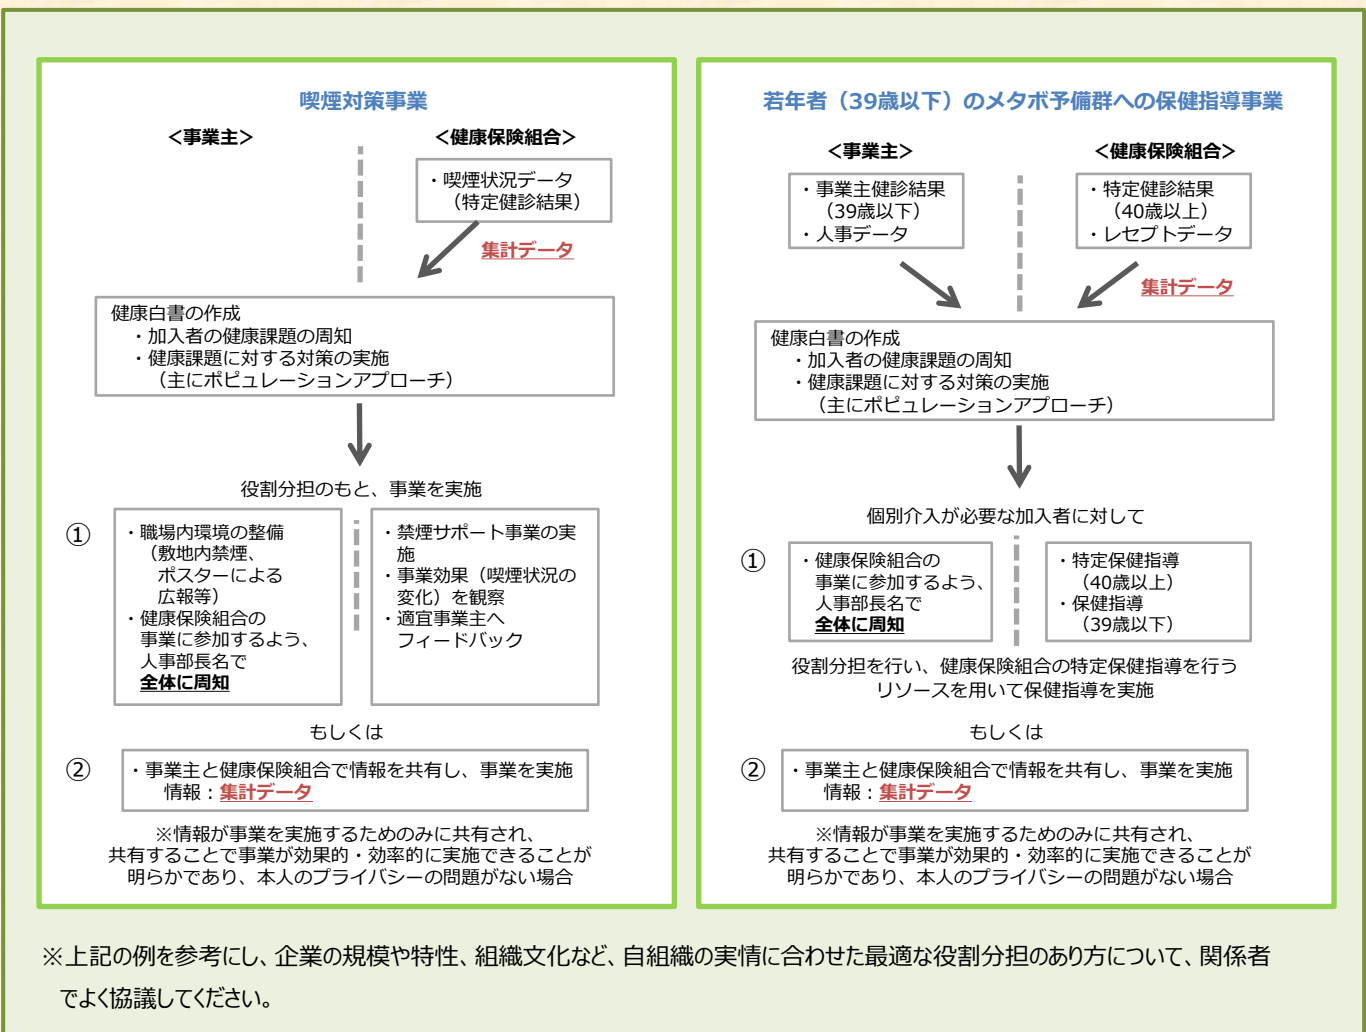 喫煙対策事業
＜事業主＞
＜健康保険組合＞
・喫煙状況データ
（特定健診結果）
集計データ
健康白書の作成
・加入者の健康課題の周知
・健康課題に対する対策の実施
（主にポピュレーションアプローチ）
役割分担のもと、事業を実施
①
・職場内環境の整備
（敷地内禁煙、
ポスターによる
広報等）
・健康保険組合の
事業に参加するよう、
人事部長名で
全体に周知
・禁煙サポート事業の実
施
・事業効果（喫煙状況の
変化）を観察
・適宜事業主へ
フィードバック
もしくは
②
・事業主と健康保険組合で情報を共有し、事業を実施
情報：集計データ
※情報が事業を実施するためのみに共有され、
共有することで事業が効果的・効率的に実施できることが
明らかであり、本人のプライバシーの問題がない場合
若年者（39歳以下）のメタボ予備群への保健指導事業
＜事業主＞
＜健康保険組合＞
・事業主健診結果
（39歳以下）
・人事データ
・特定健診結果
（40歳以上）
・レセプトデータ
集計データ
健康白書の作成
・加入者の健康課題の周知
・健康課題に対する対策の実施
（主にポピュレーションアプローチ）
個別介入が必要な加入者に対して
①
・健康保険組合の
事業に参加するよう、
人事部長名で
全体に周知
・特定保健指導
（40歳以上）
・保健指導
（39歳以下）
役割分担を行い、健康保険組合の特定保健指導を行う
リソースを用いて保健指導を実施
もしくは
②
・事業主と健康保険組合で情報を共有し、事業を実施
情報：集計データ
※情報が事業を実施するためのみに共有され、
共有することで事業が効果的・効率的に実施できることが
明らかであり、本人のプライバシーの問題がない場合
※上記の例を参考にし、企業の規模や特性、組織文化など、自組織の実情に合わせた最適な役割分担のあり方について、関係者
でよく協議してください。